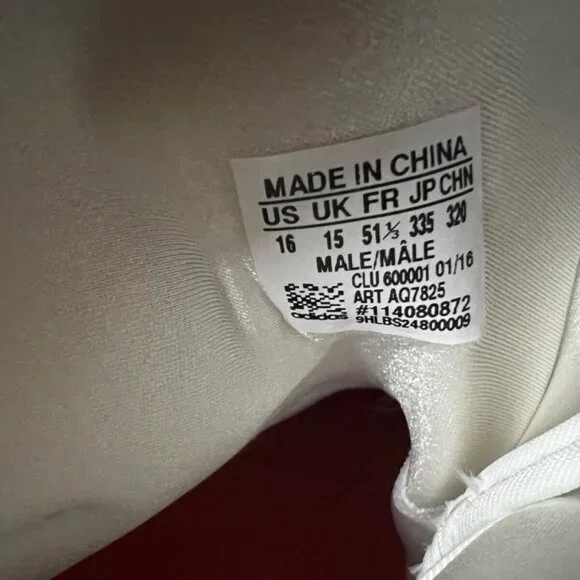 MADE IN CHINA
US UK FR JP CHN
16 15 51⅓ 335 320
MALE/MÂLE
CLU 600001 01/16
ART AQ7825
#114080872
adidas 9HLBS24800009